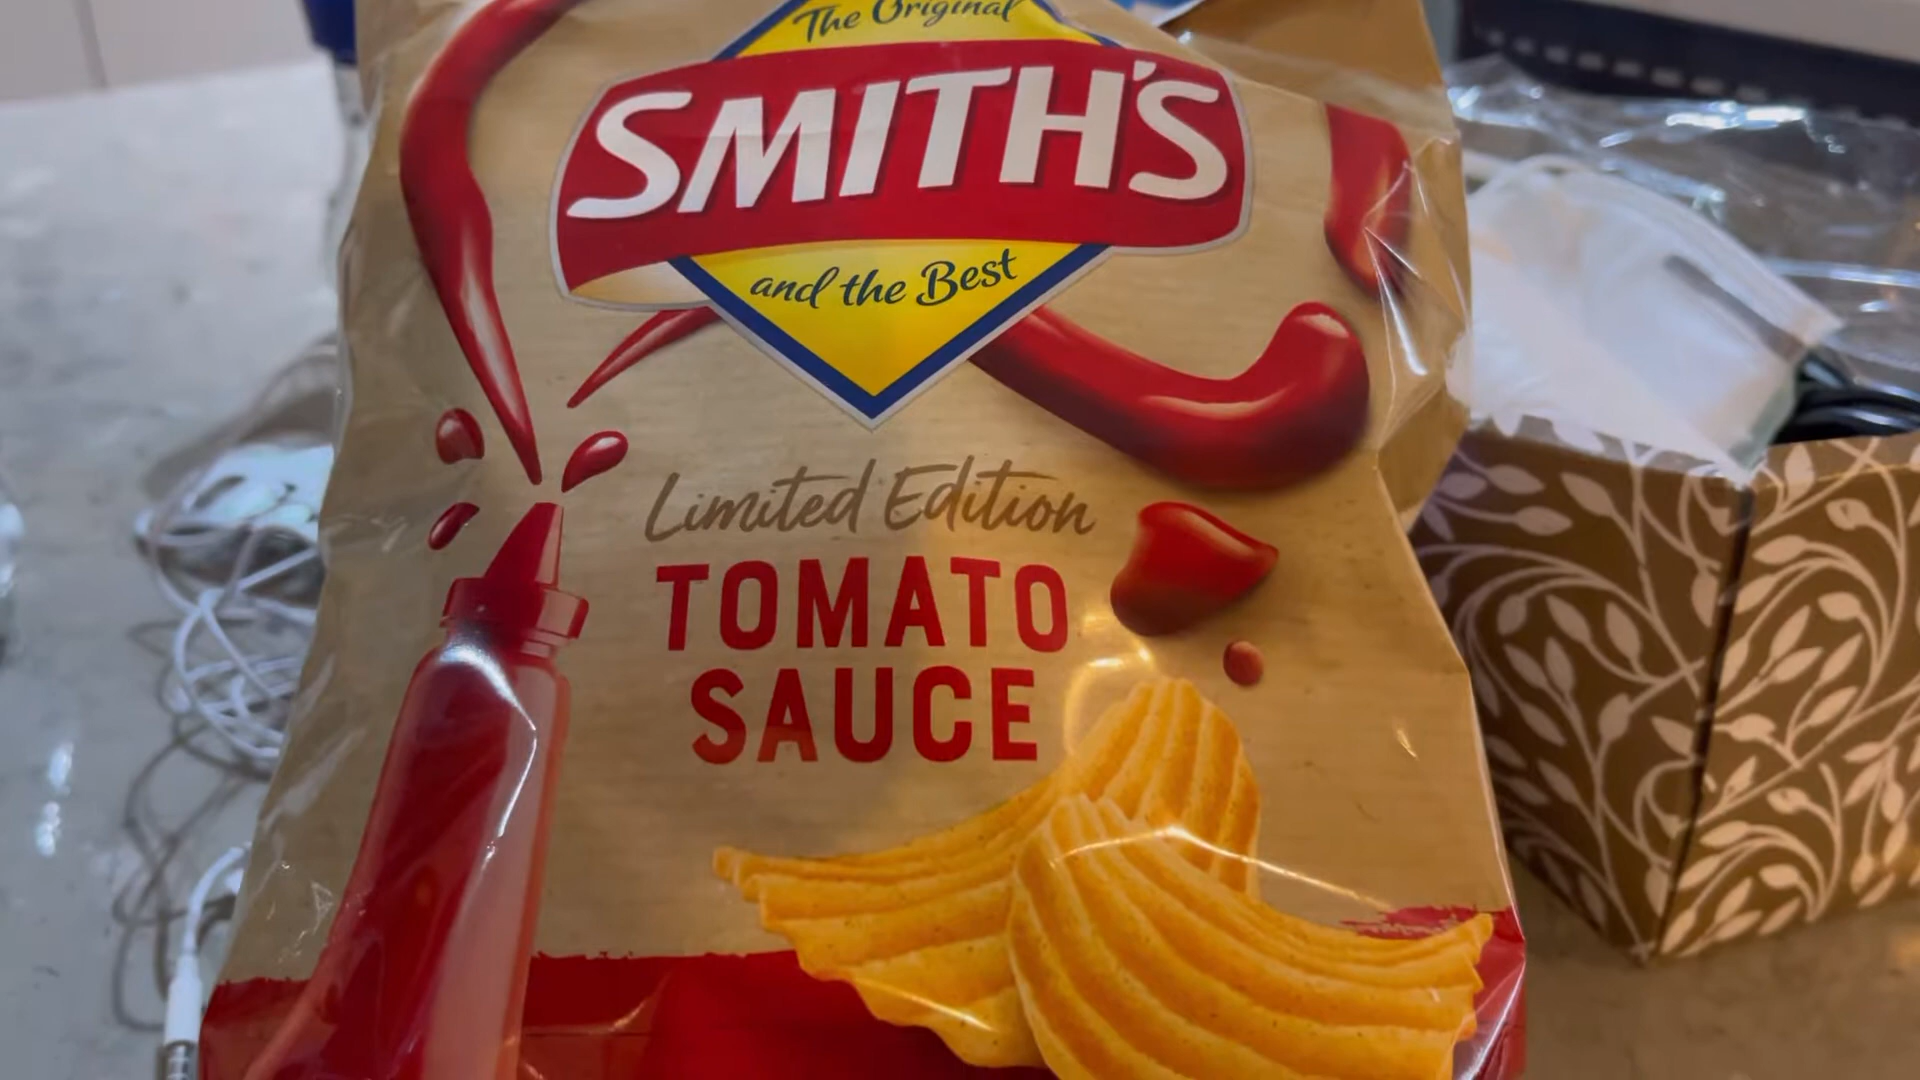 The Original
SMITH'S
and the Best
Limited Edition
TOMATO
SAUCE